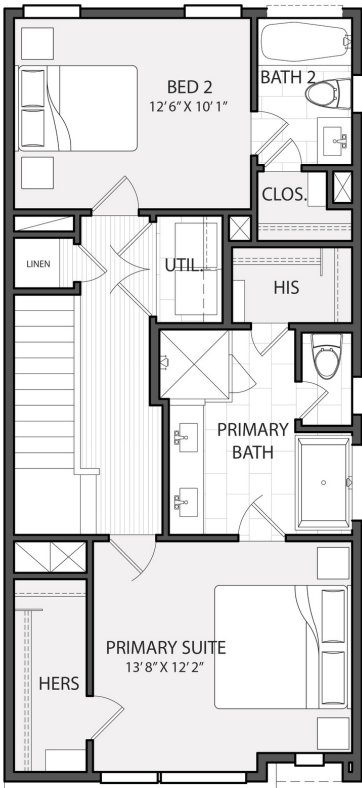 BED 2
12' 6" X 10' 1"
BATH 2
CLOS.
LINEN
UTIL.
HIS
PRIMARY
BATH
PRIMARY SUITE
13' 8" X 12' 2"
HERS